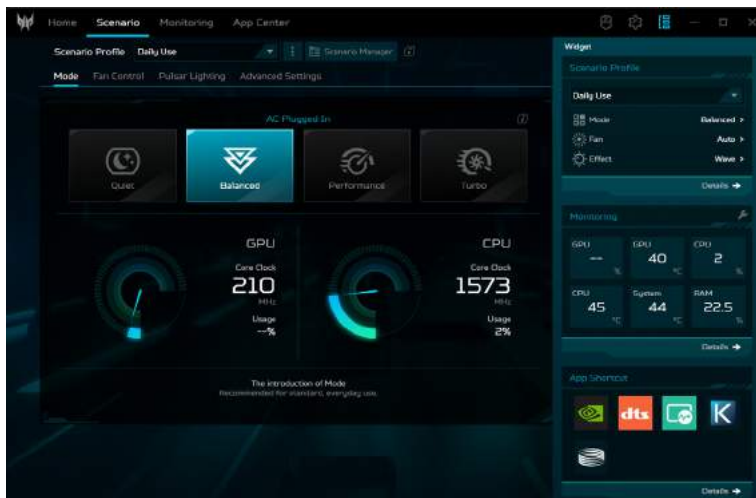 Home Scenario Monitoring App Center
Scenario Profile Daily Use Scenario Manager
Mode Fan Control Pulsar Lighting Advanced Settings
AC Plugged In
Quiet Balanced Performance Turbo
GPU
Core Clock
210
MHz
Usage
--%
CPU
Core Clock
1573
MHz
Usage
2%
The introduction of Mode
Recommended for standard, everyday use.
Widget
Scenario Profile
Daily Use
Mode Balanced >
Fan Auto >
Effect Wave >
Details →
Monitoring
GPU GPU CPU
-- 40 2
% °C %
CPU System RAM
45 44 22.5
°C °C %
Details →
App Shortcut
dts K
Details →